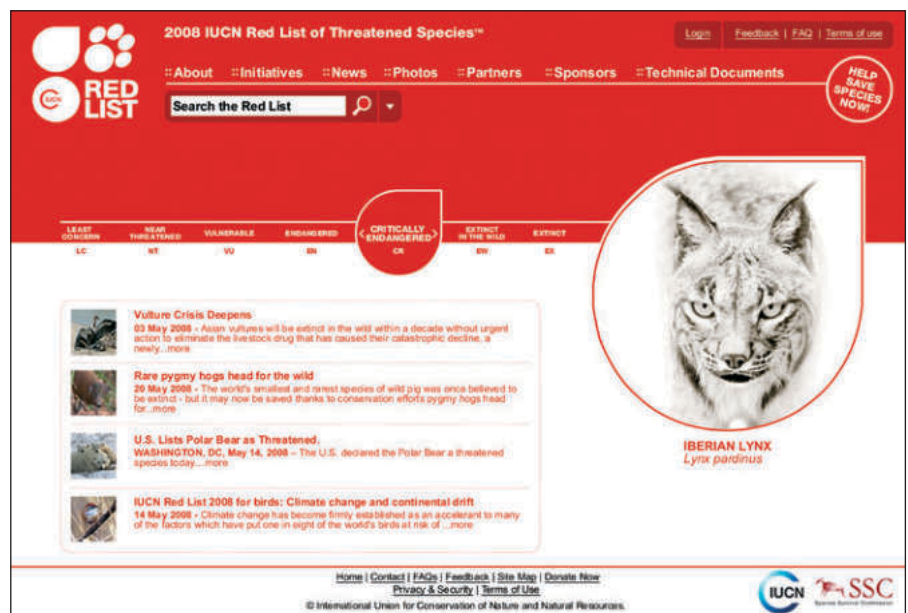 2008 IUCN Red List of Threatened Species™
Login
Feedback | FAQ | Terms of use
::About ::Initiatives ::News ::Photos ::Partners ::Sponsors ::Technical Documents
IUCN
RED
LIST
HELP
SAVE
SPECIES
NOW!
Search the Red List
LEAST
CONCERN
NEAR
THREATENED
VULNERABLE
ENDANGERED
< CRITICALLY >
ENDANGERED
EXTINCT
IN THE WILD
EXTINCT
LC NT VU EN CR EW EX
Vulture Crisis Deepens
03 May 2008 - Asian vultures will be extinct in the wild within a decade without urgent
action to eliminate the livestock drug that has caused their catastrophic decline, a
newly...more
Rare pygmy hogs head for the wild
20 May 2008 - The world's smallest and rarest species of wild pig was once believed to
be extinct - but it may now be saved thanks to conservation efforts pygmy hogs head
for...more
U.S. Lists Polar Bear as Threatened.
WASHINGTON, DC, May 14, 2008 – The U.S. declared the Polar Bear a threatened
species today....more
IUCN Red List 2008 for birds: Climate change and continental drift
14 May 2008 - Climate change has become firmly established as an accelerant to many
of the factors which have put one in eight of the world's birds at risk of ...more
IBERIAN LYNX
Lynx pardinus
Home | Contact | FAQs | Feedback | Site Map | Donate Now
Privacy & Security | Terms of Use
© International Union for Conservation of Nature and Natural Resources.
IUCN
SSC
Species Survival Commission